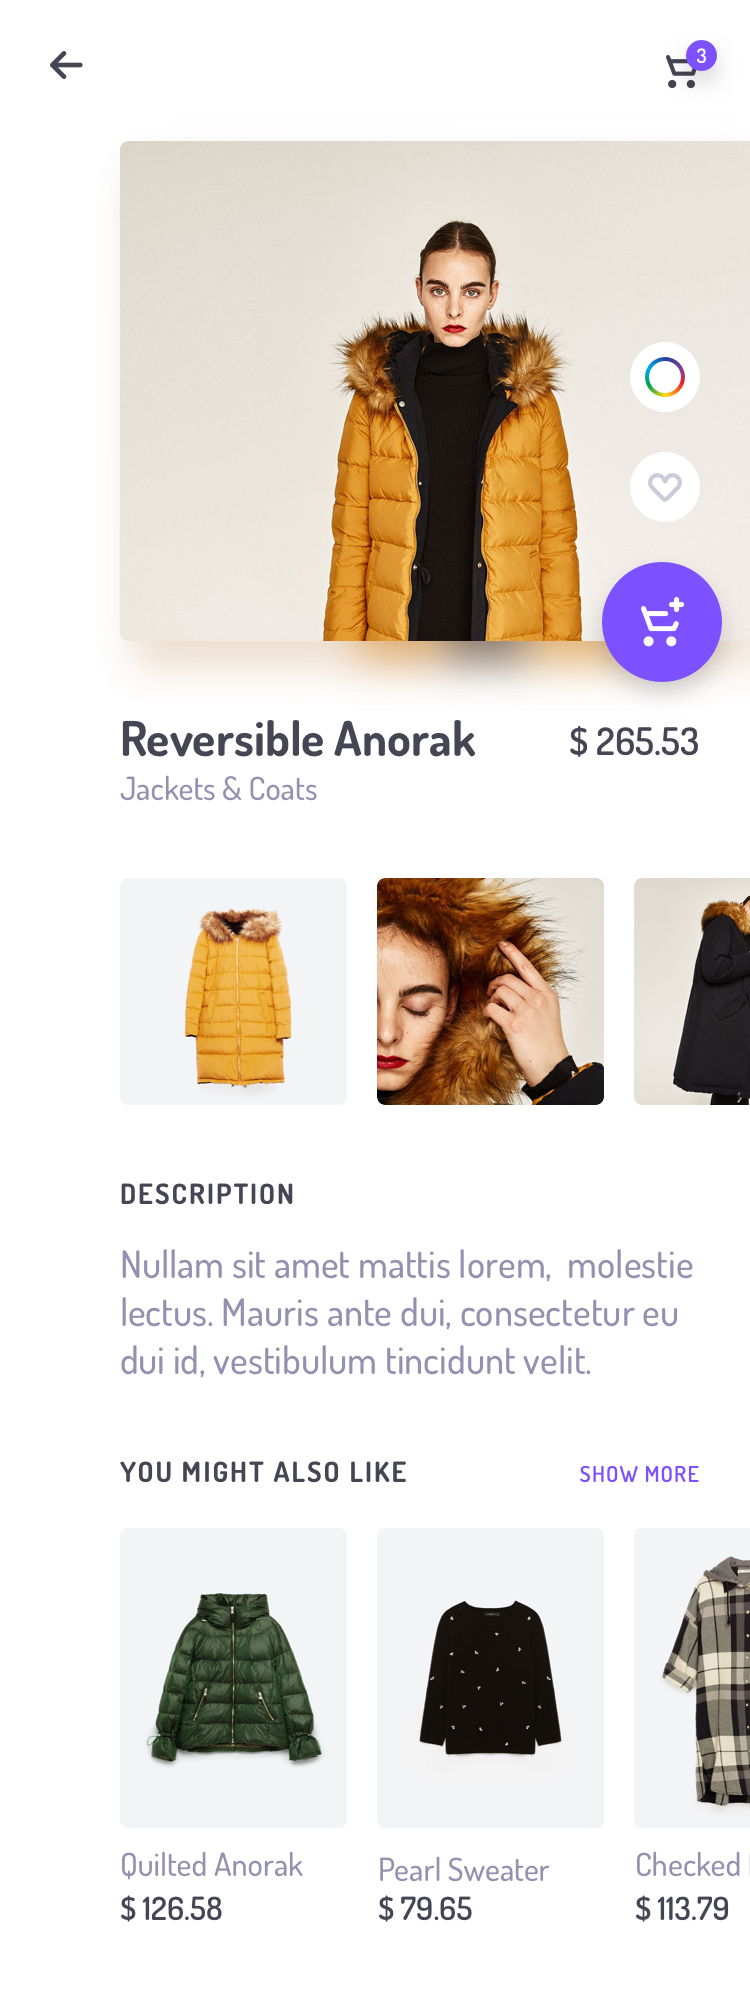 3
Reversible Anorak
$ 265.53
Jackets & Coats
DESCRIPTION
Nullam sit amet mattis lorem,  molestie
lectus. Mauris ante dui, consectetur eu
dui id, vestibulum tincidunt velit.
YOU MIGHT ALSO LIKE
SHOW MORE
Quilted Anorak
$ 126.58
Pearl Sweater
$ 79.65
Checked
$ 113.79